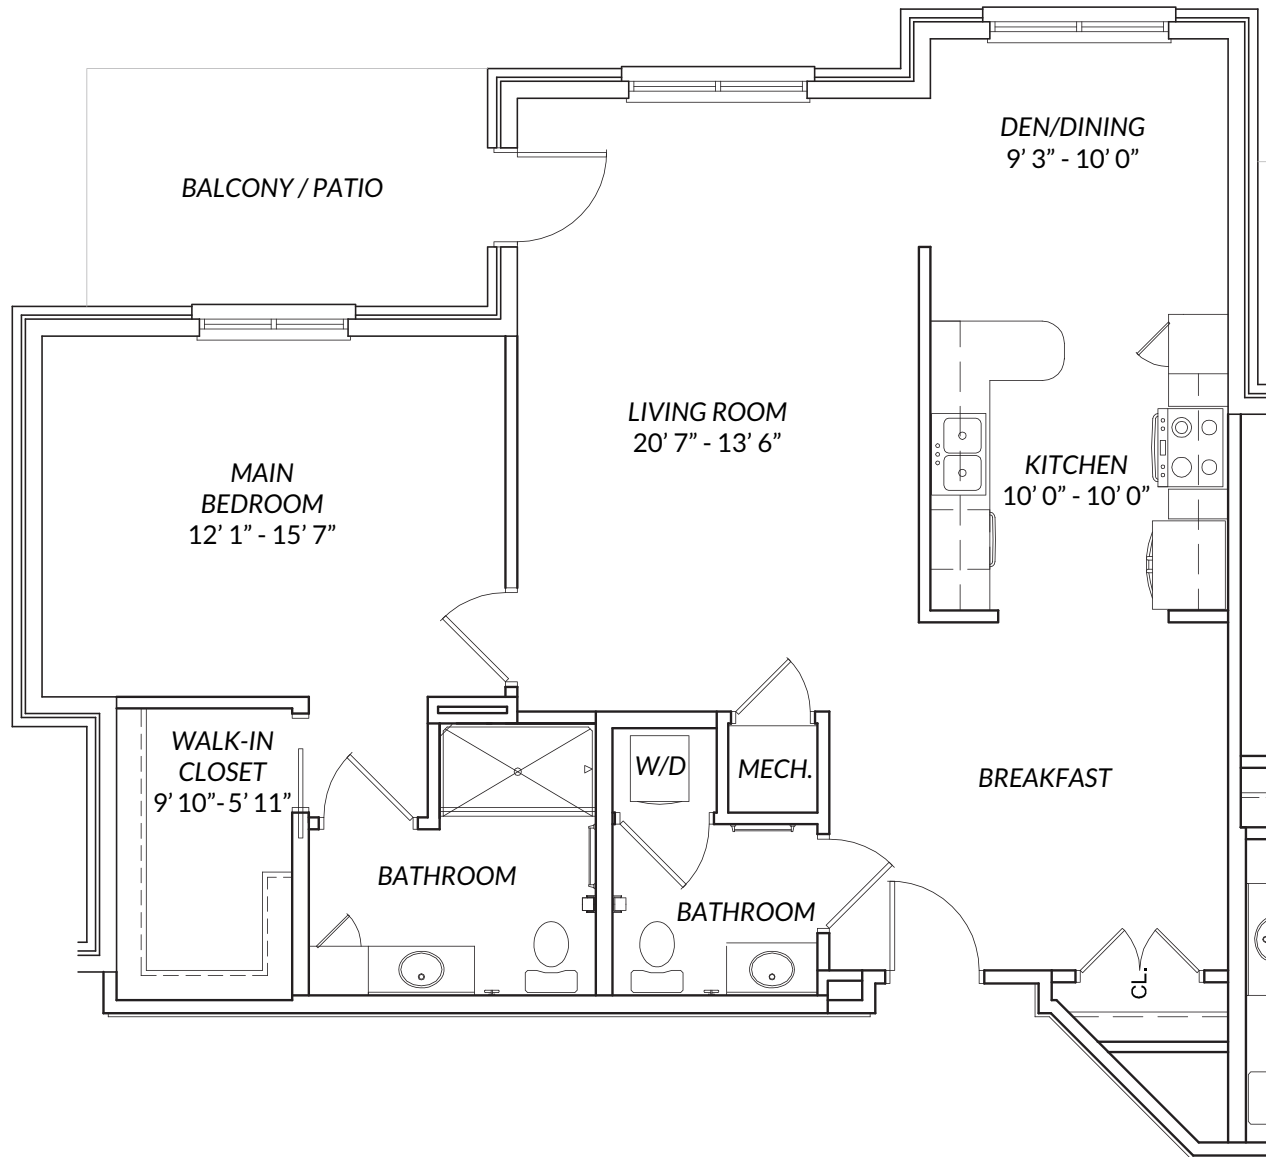 DEN/DINING
9’ 3” - 10’ 0”
BALCONY / PATIO
LIVING ROOM
20’ 7” - 13’ 6”
MAIN
BEDROOM
12’ 1” - 15’ 7”
KITCHEN
10’ 0” - 10’ 0”
WALK-IN
CLOSET
9’ 10” - 5’ 11”
W/D
MECH.
BREAKFAST
BATHROOM
BATHROOM
CL.